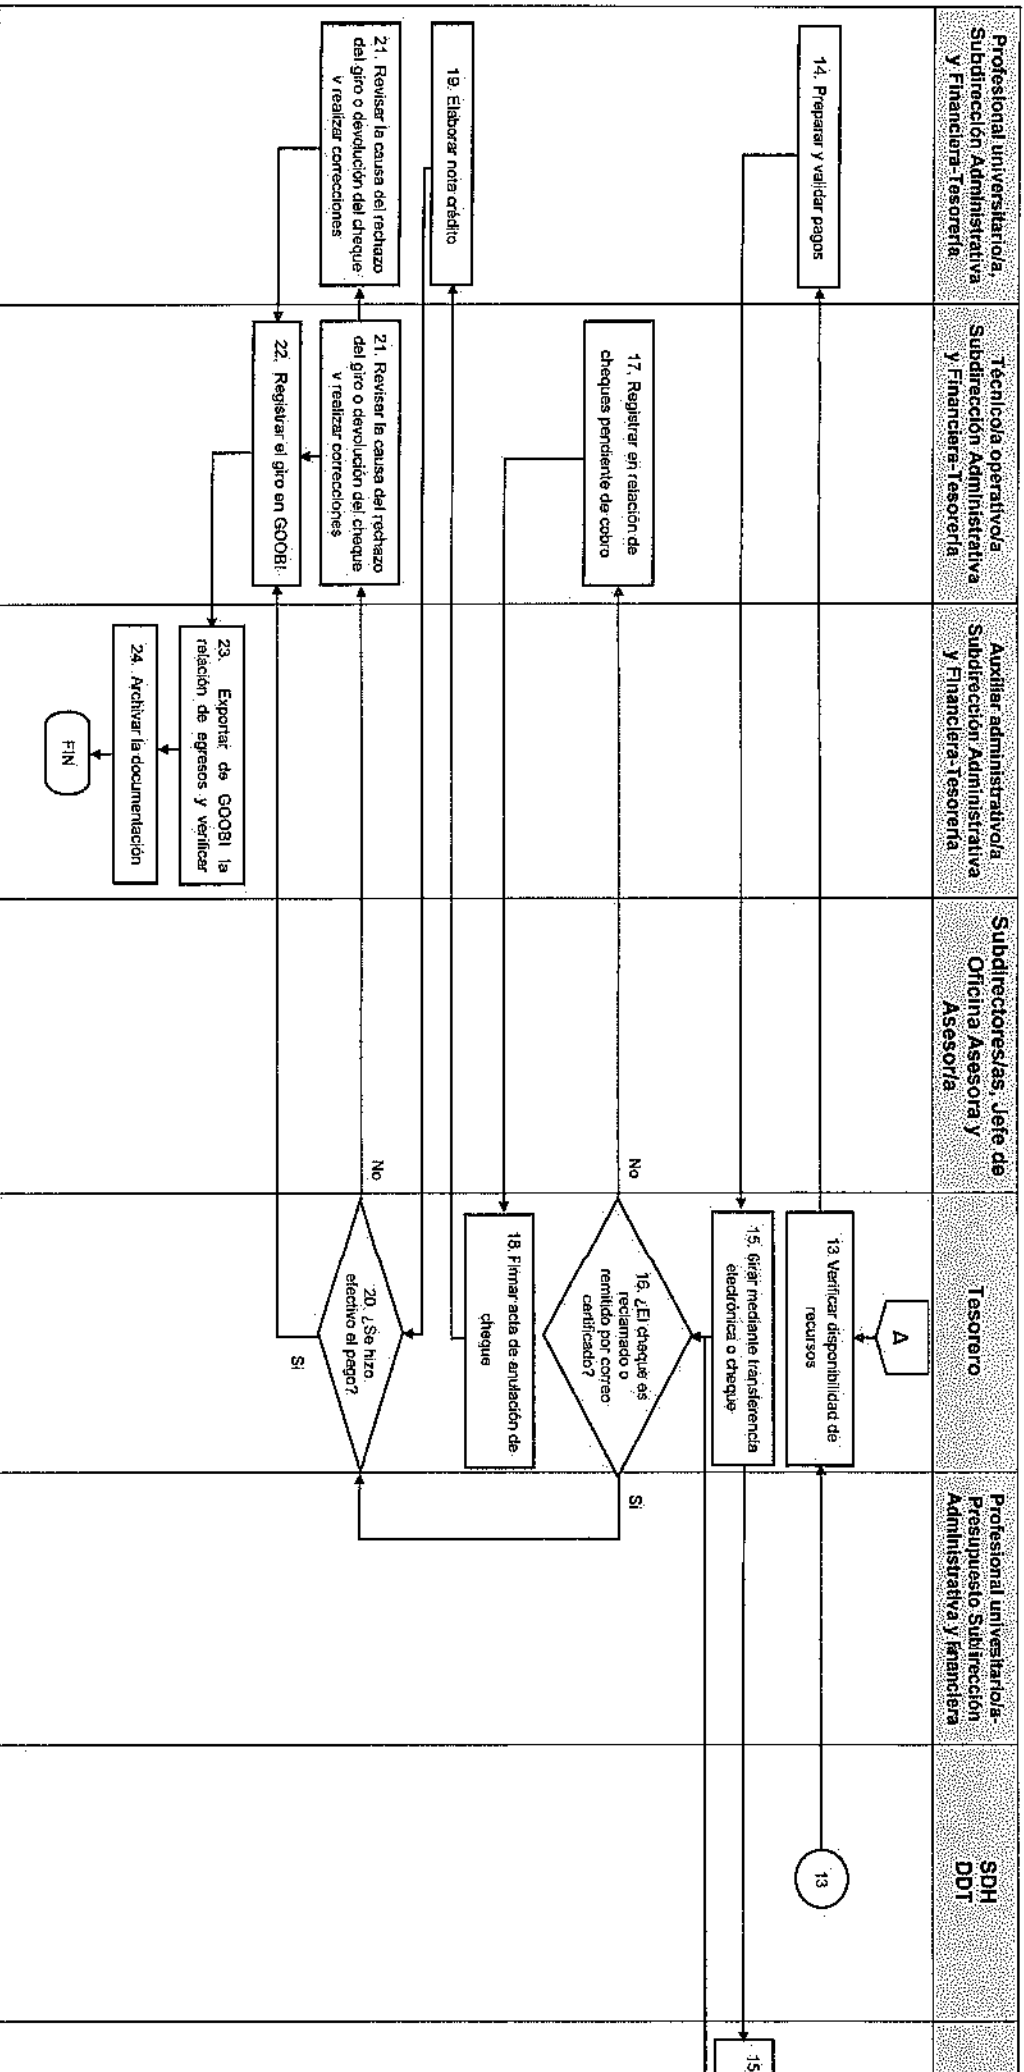 Profesional universitario/a,
Subdirección Administrativa
y Financiera-Tesorería
Técnico/a operativo/a
Subdirección Administrativa
y Financiera-Tesorería
Auxiliar administrativo/a
Subdirección Administrativa
y Financiera-Tesorería
Subdirectores/as, Jefe de
Oficina Asesora y
Asesor/a
Tesorero
Profesional univesitario/a-
Presupuesto Subdirección
Administrativa y financiera
SDH
DDT
A
13. Verificar disponibilidad de
recursos
13
14. Preparar y validar pagos
15. Girar mediante transferencia
electrónica o cheque
15
16. ¿El cheque es
reclamado o
remitido por correo
certificado?
No
Si
17. Registrar en relación de
cheques pendiente de cobro
18. Firmar acta de anulación de
cheque
19. Elaborar nota crédito
20. ¿Se hizo
efectivo el pago?
No
Si
21. Revisar la causa del rechazo
del giro o devolución del cheque
y realizar correcciones
21. Revisar la causa del rechazo
del giro o devolución del cheque
y realizar correcciones
22. Registrar el giro en GOOBI
23. Exportar de GOOBI la
relación de egresos y verificar
24. Archivar la documentación
FIN